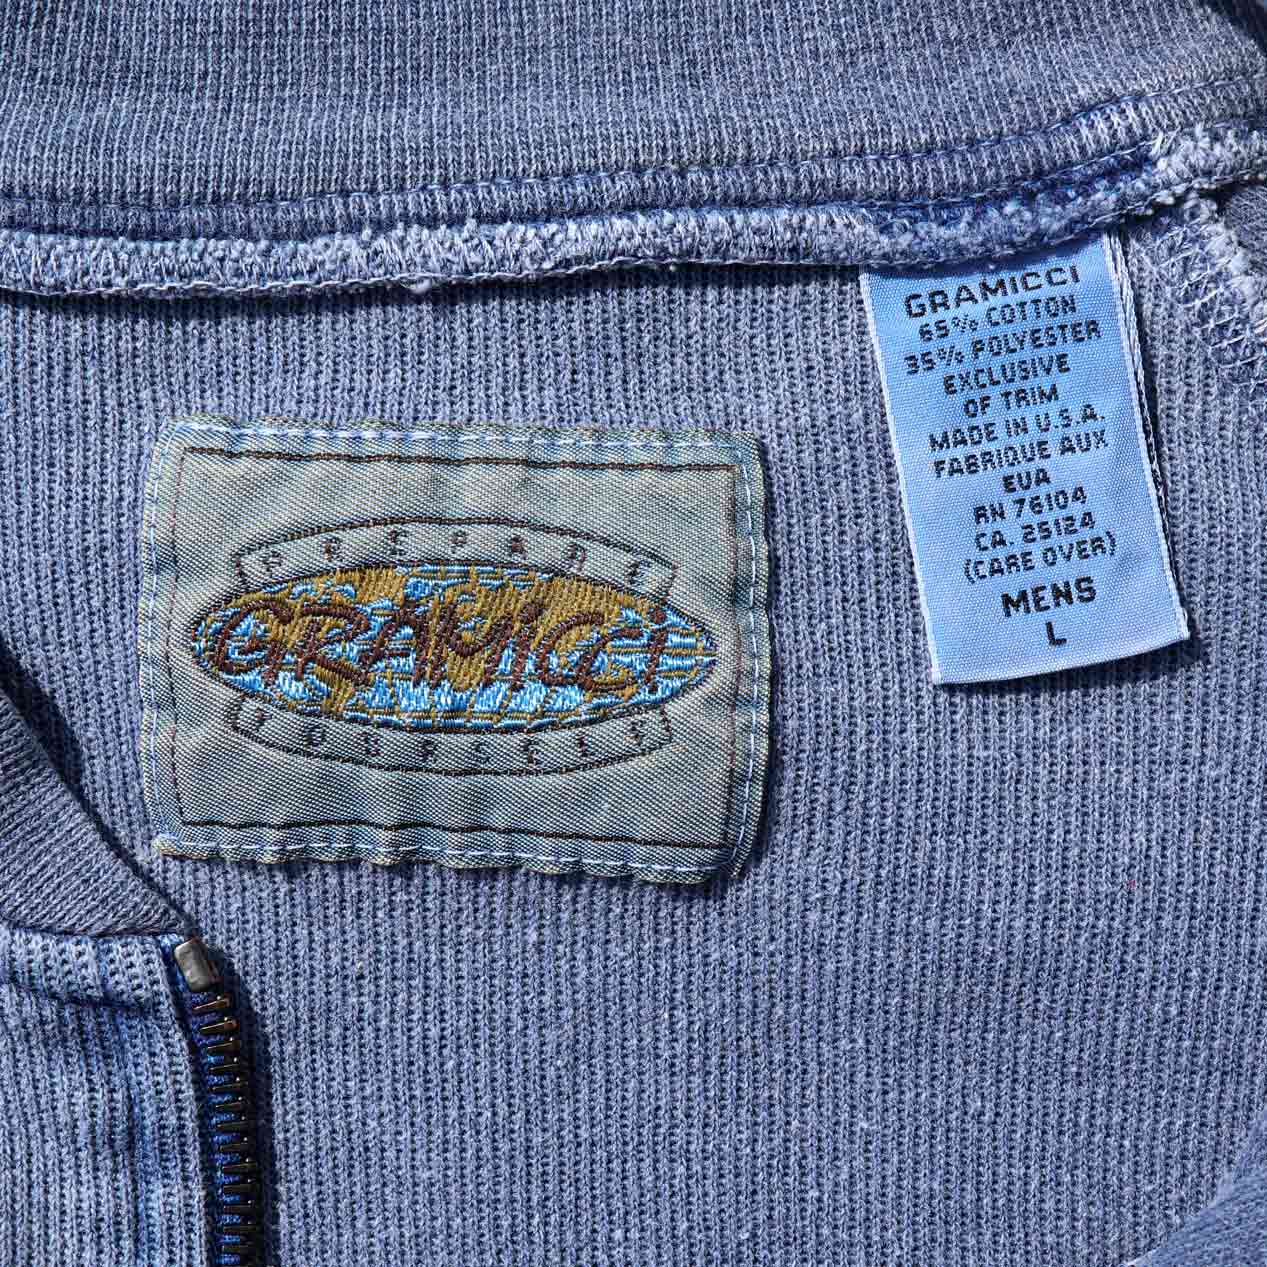 PREPARE
GRAMICCI
YOURSELF
GRAMICCI
65% COTTON
35% POLYESTER
EXCLUSIVE
OF TRIM
MADE IN U.S.A.
FABRIQUE AUX
EUA
RN 76104
CA. 25124
(CARE OVER)
MENS
L